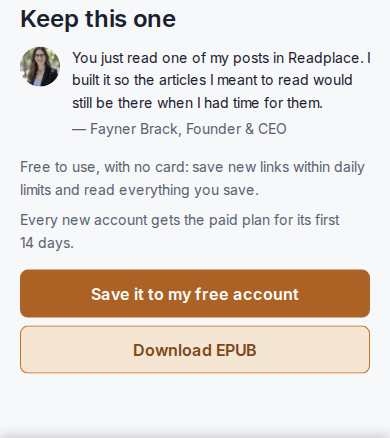 Keep this one
You just read one of my posts in Readplace. I
built it so the articles I meant to read would
still be there when I had time for them.
— Fayner Brack, Founder & CEO
Free to use, with no card: save new links within daily
limits and read everything you save.
Every new account gets the paid plan for its first
14 days.
Save it to my free account
Download EPUB